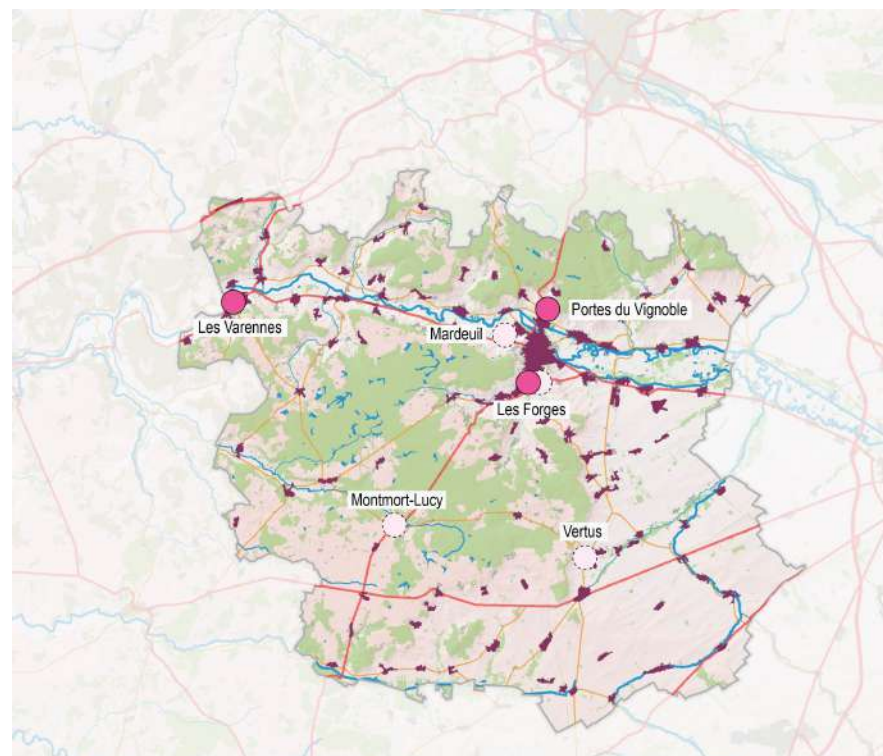 Portes du Vignoble
Les Varennes
Mardeuil
Les Forges
Montmort-Lucy
Vertus